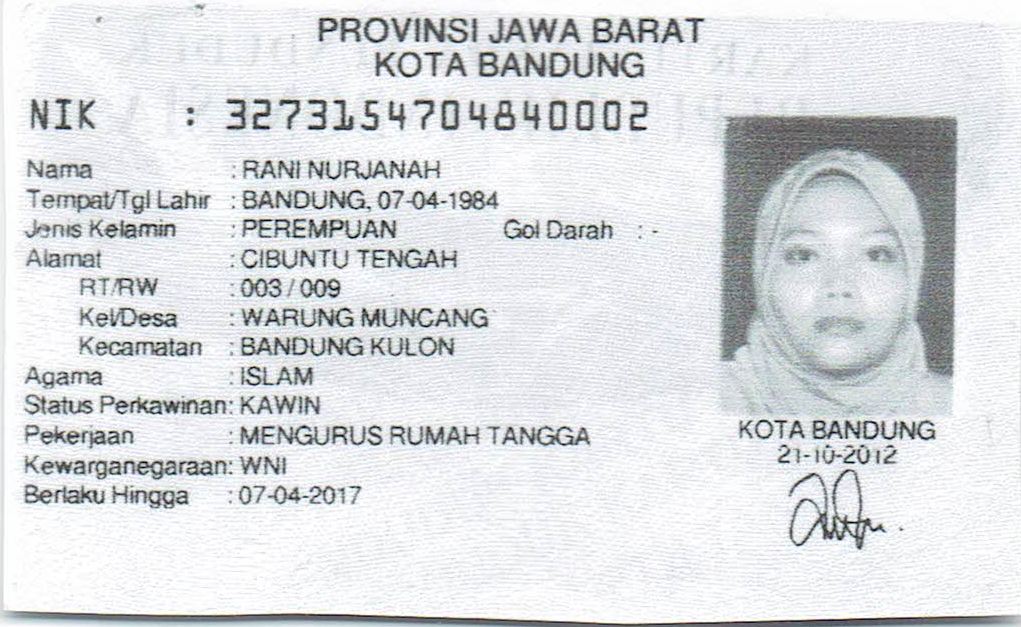 PROVINSI JAWA BARAT
KOTA BANDUNG
NIK : 3273154704840002
Nama : RANI NURJANAH
Tempat/Tgl Lahir : BANDUNG, 07-04-1984
Jenis Kelamin : PEREMPUAN Gol Darah : -
Alamat : CIBUNTU TENGAH
RT/RW : 003 / 009
Kel/Desa : WARUNG MUNCANG
Kecamatan : BANDUNG KULON
Agama : ISLAM
Status Perkawinan: KAWIN
Pekerjaan : MENGURUS RUMAH TANGGA
Kewarganegaraan: WNI
Berlaku Hingga : 07-04-2017
KOTA BANDUNG
21-10-2012